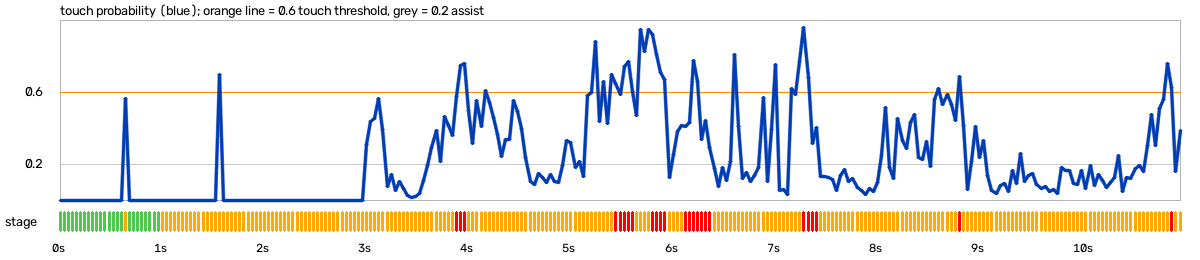 touch probability (blue); orange line = 0.6 touch threshold, grey = 0.2 assist
0.6
0.2
stage
0s 1s 2s 3s 4s 5s 6s 7s 8s 9s 10s